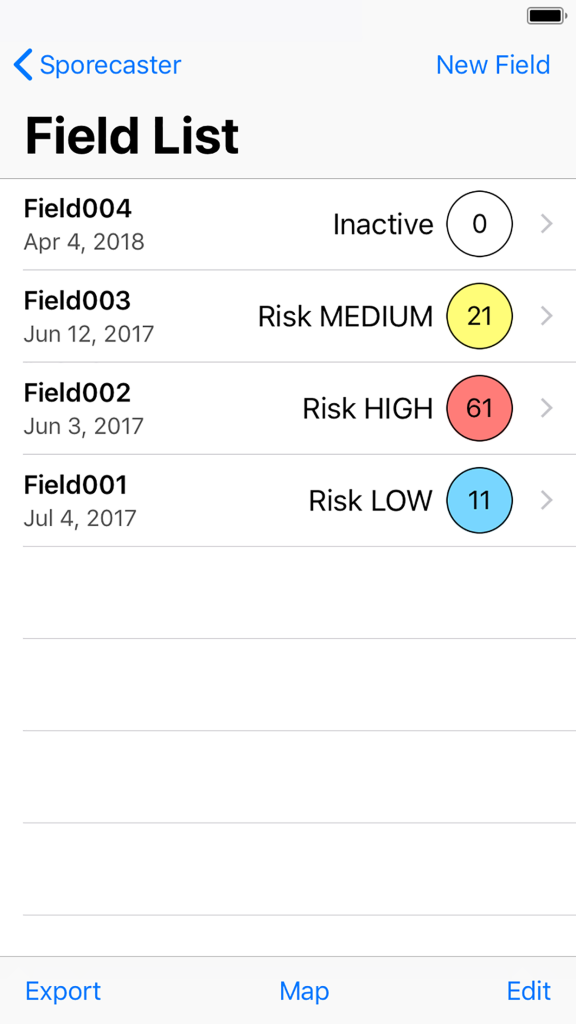 Sporecaster
New Field
Field List
Field004
Apr 4, 2018
Inactive
0
Field003
Jun 12, 2017
Risk MEDIUM
21
Field002
Jun 3, 2017
Risk HIGH
61
Field001
Jul 4, 2017
Risk LOW
11
Export
Map
Edit